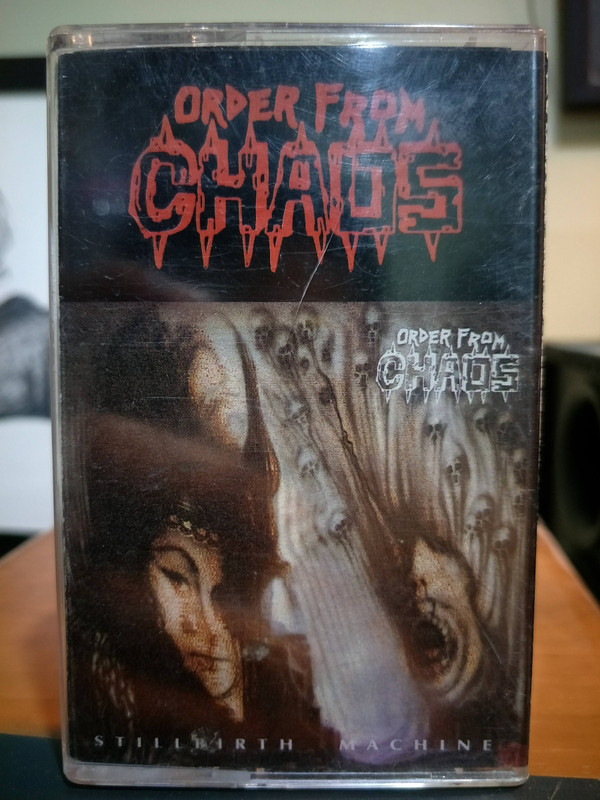 ORDER FROM
CHAOS
ORDER FROM
CHAOS
STILLBIRTH MACHINE